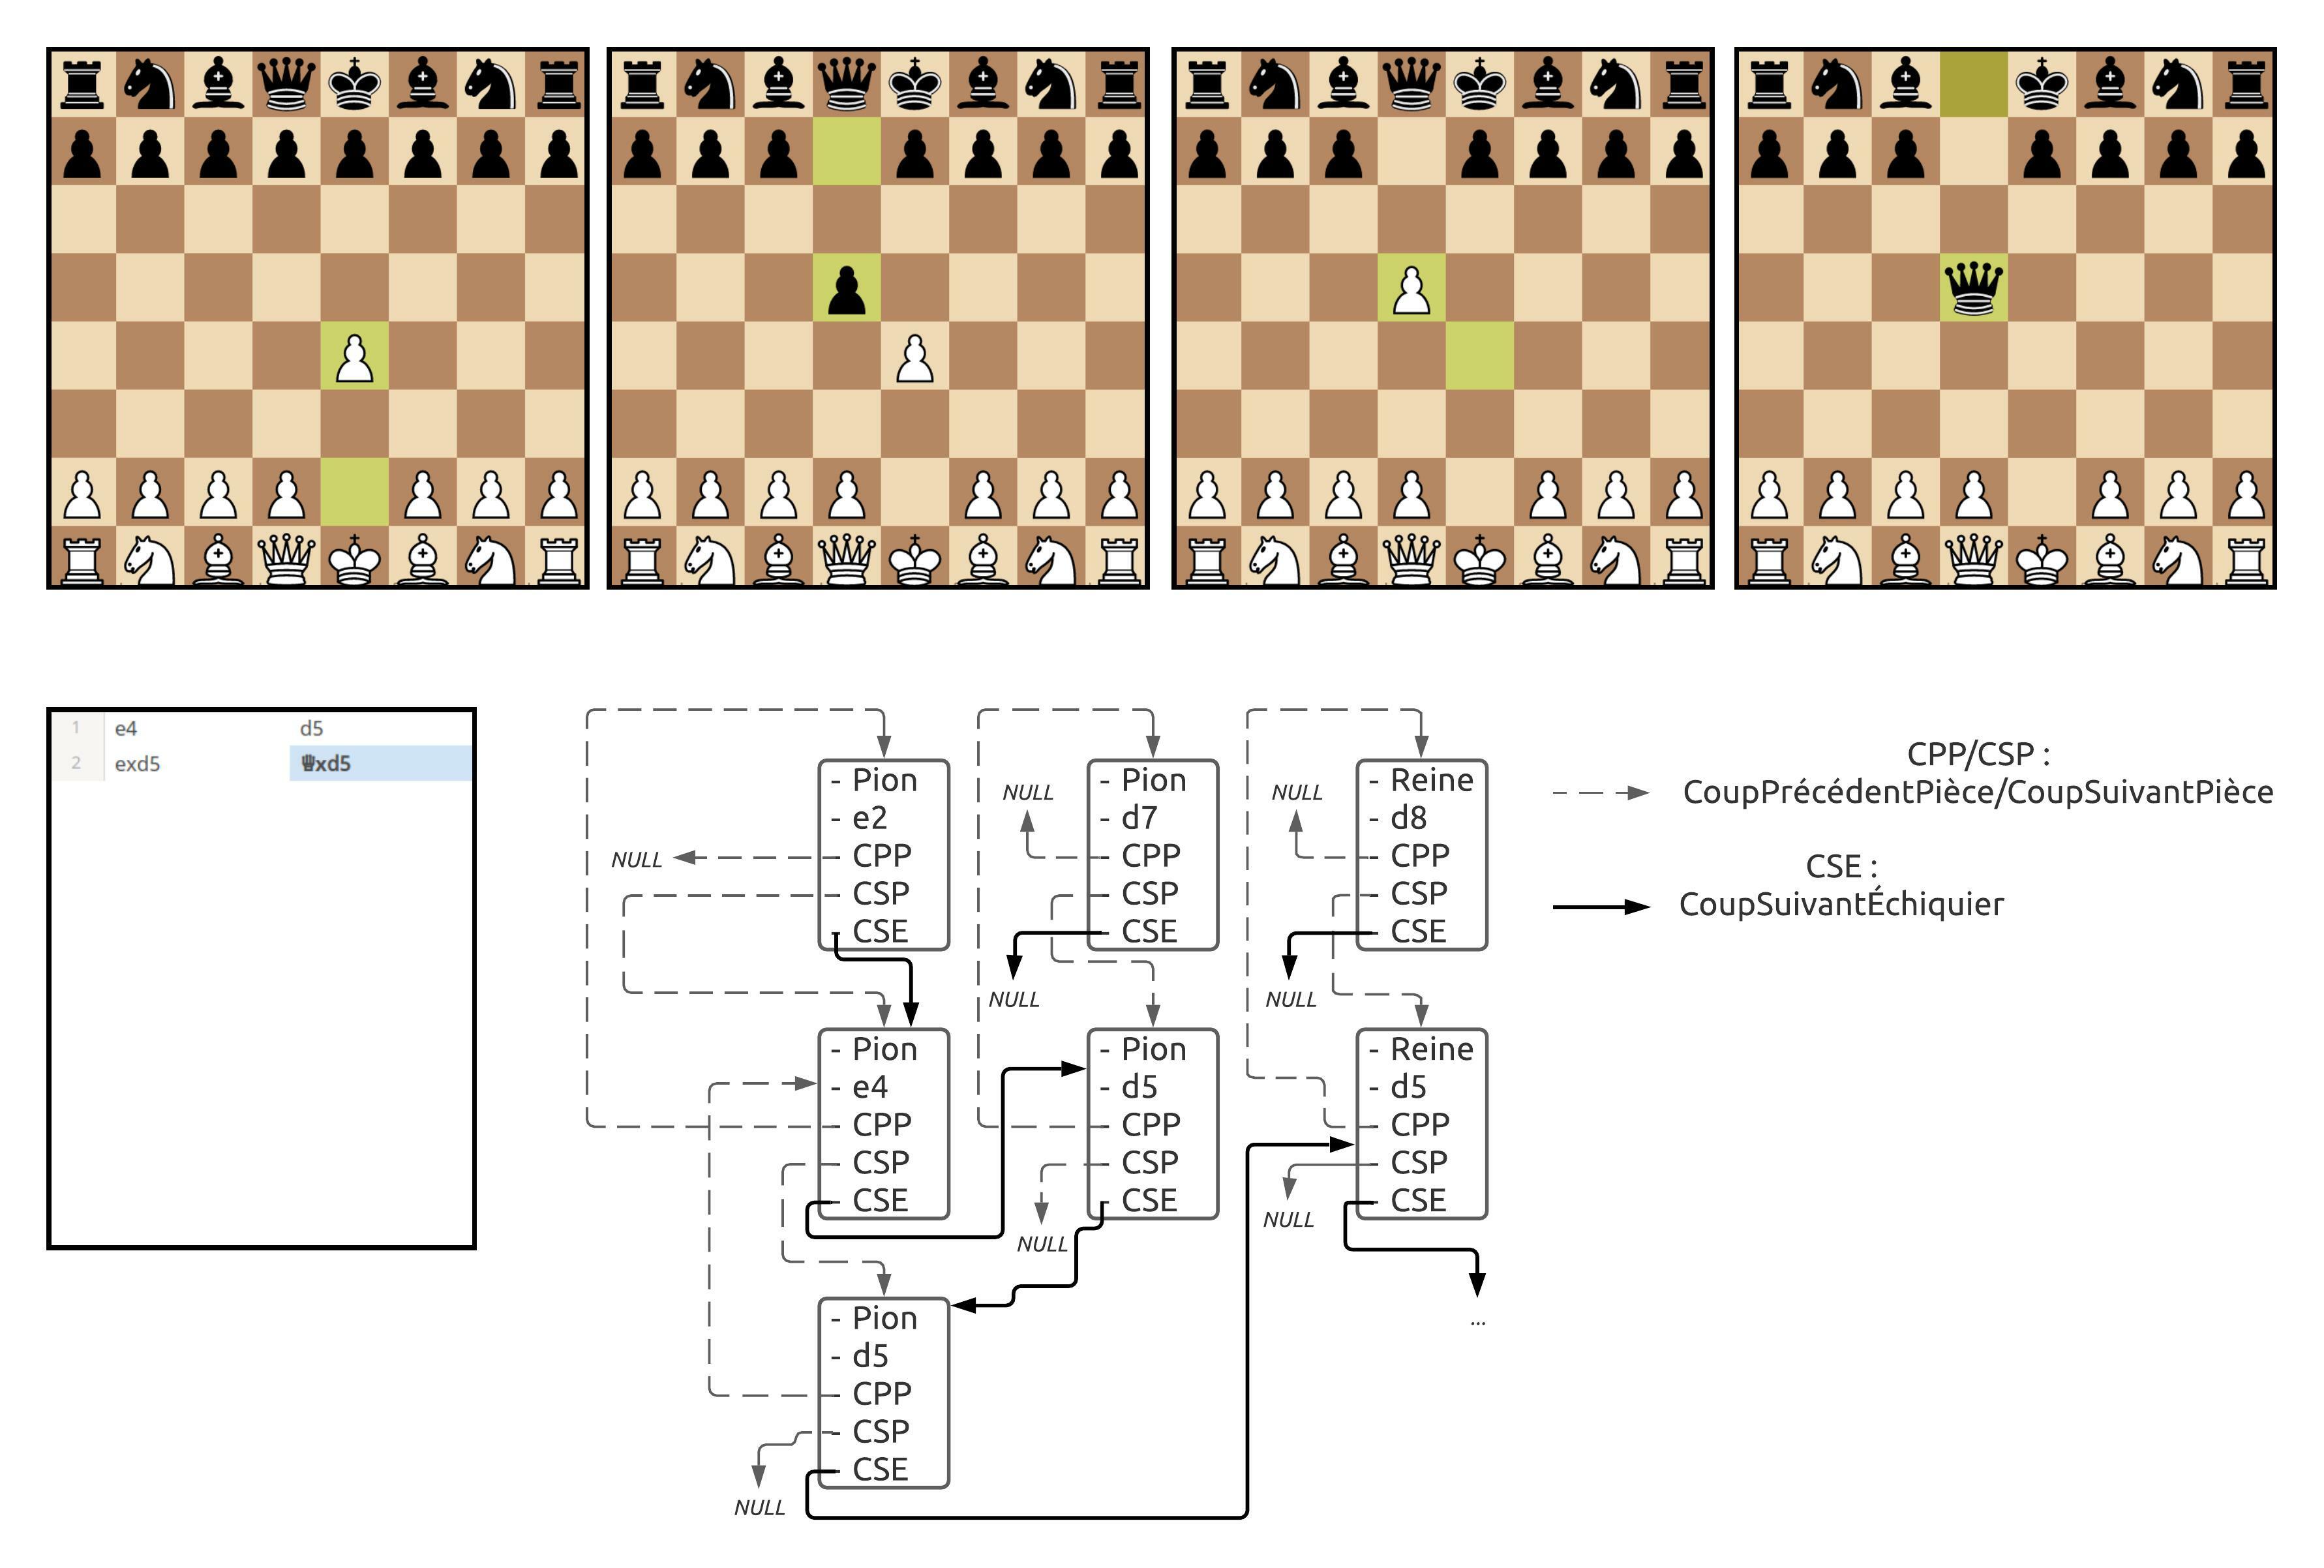 1 e4 d5
2 exd5 ♛xd5
- Pion
- e2
- CPP
- CSP
- CSE
NULL
- Pion
- d7
- CPP
- CSP
- CSE
NULL
NULL
- Reine
- d8
- CPP
- CSP
- CSE
NULL
NULL
CPP/CSP :
CoupPrécédentPièce/CoupSuivantPièce
CSE :
CoupSuivantÉchiquier
- Pion
- e4
- CPP
- CSP
- CSE
- Pion
- d5
- CPP
- CSP
- CSE
NULL
- Reine
- d5
- CPP
- CSP
- CSE
NULL
...
- Pion
- d5
- CPP
- CSP
- CSE
NULL